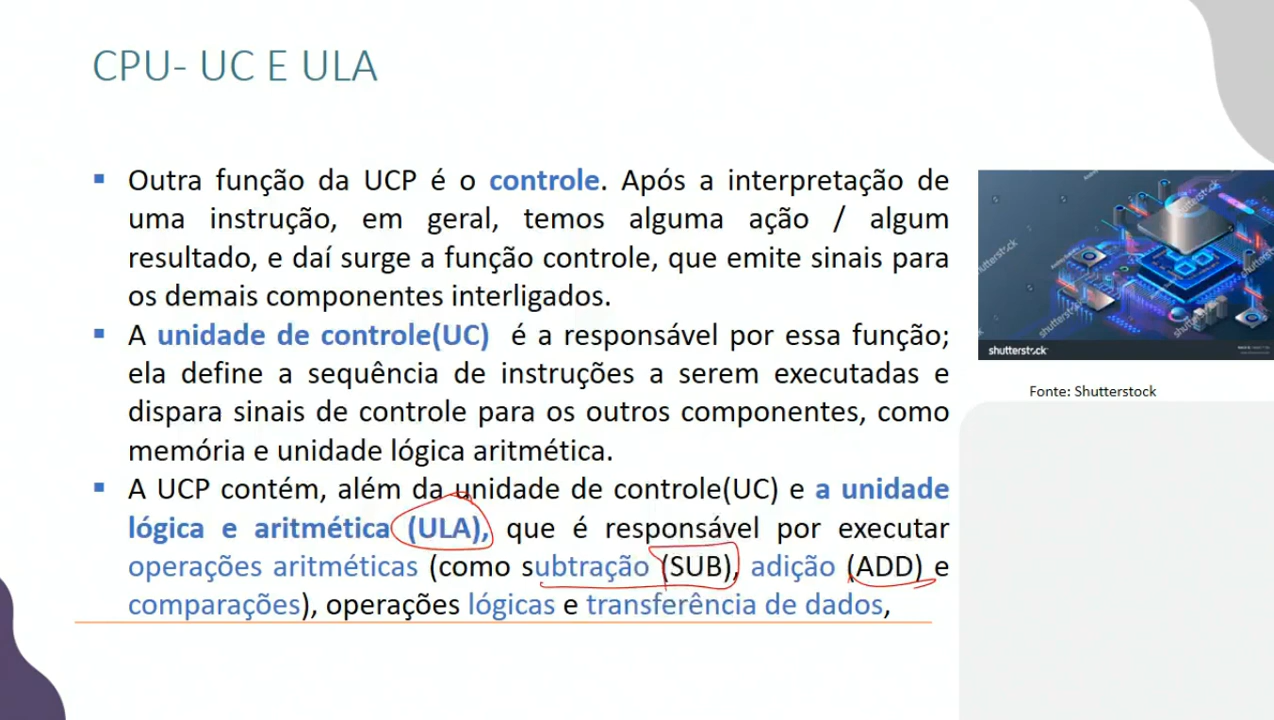 CPU- UC E ULA
Outra função da UCP é o controle. Após a interpretação de
uma instrução, em geral, temos alguma ação / algum
resultado, e daí surge a função controle, que emite sinais para
os demais componentes interligados.
A unidade de controle(UC) é a responsável por essa função;
ela define a sequência de instruções a serem executadas e
dispara sinais de controle para os outros componentes, como
memória e unidade lógica aritmética.
A UCP contém, além da unidade de controle(UC) e a unidade
lógica e aritmética (ULA), que é responsável por executar
operações aritméticas (como subtração (SUB), adição (ADD) e
comparações), operações lógicas e transferência de dados,
shutterstock
Fonte: Shutterstock